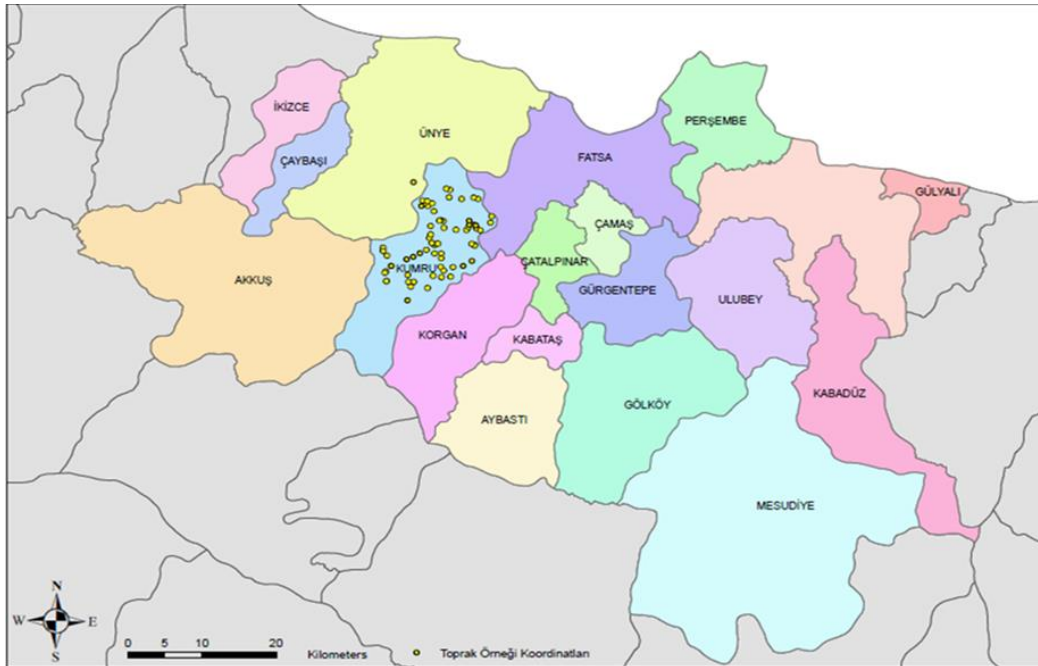 İKİZCE
ÇAYBAŞI
ÜNYE
PERŞEMBE
FATSA
GÜLYALI
ÇAMAŞ
ÇATALPINAR
AKKUŞ
KUMRU
GÜRGENTEPE
ULUBEY
KORGAN
KABATAŞ
KABADÜZ
GÖLKÖY
AYBASTI
MESUDİYE
N
W E
S
0 5 10 20
Kilometers
Toprak Örneği Koordinatları